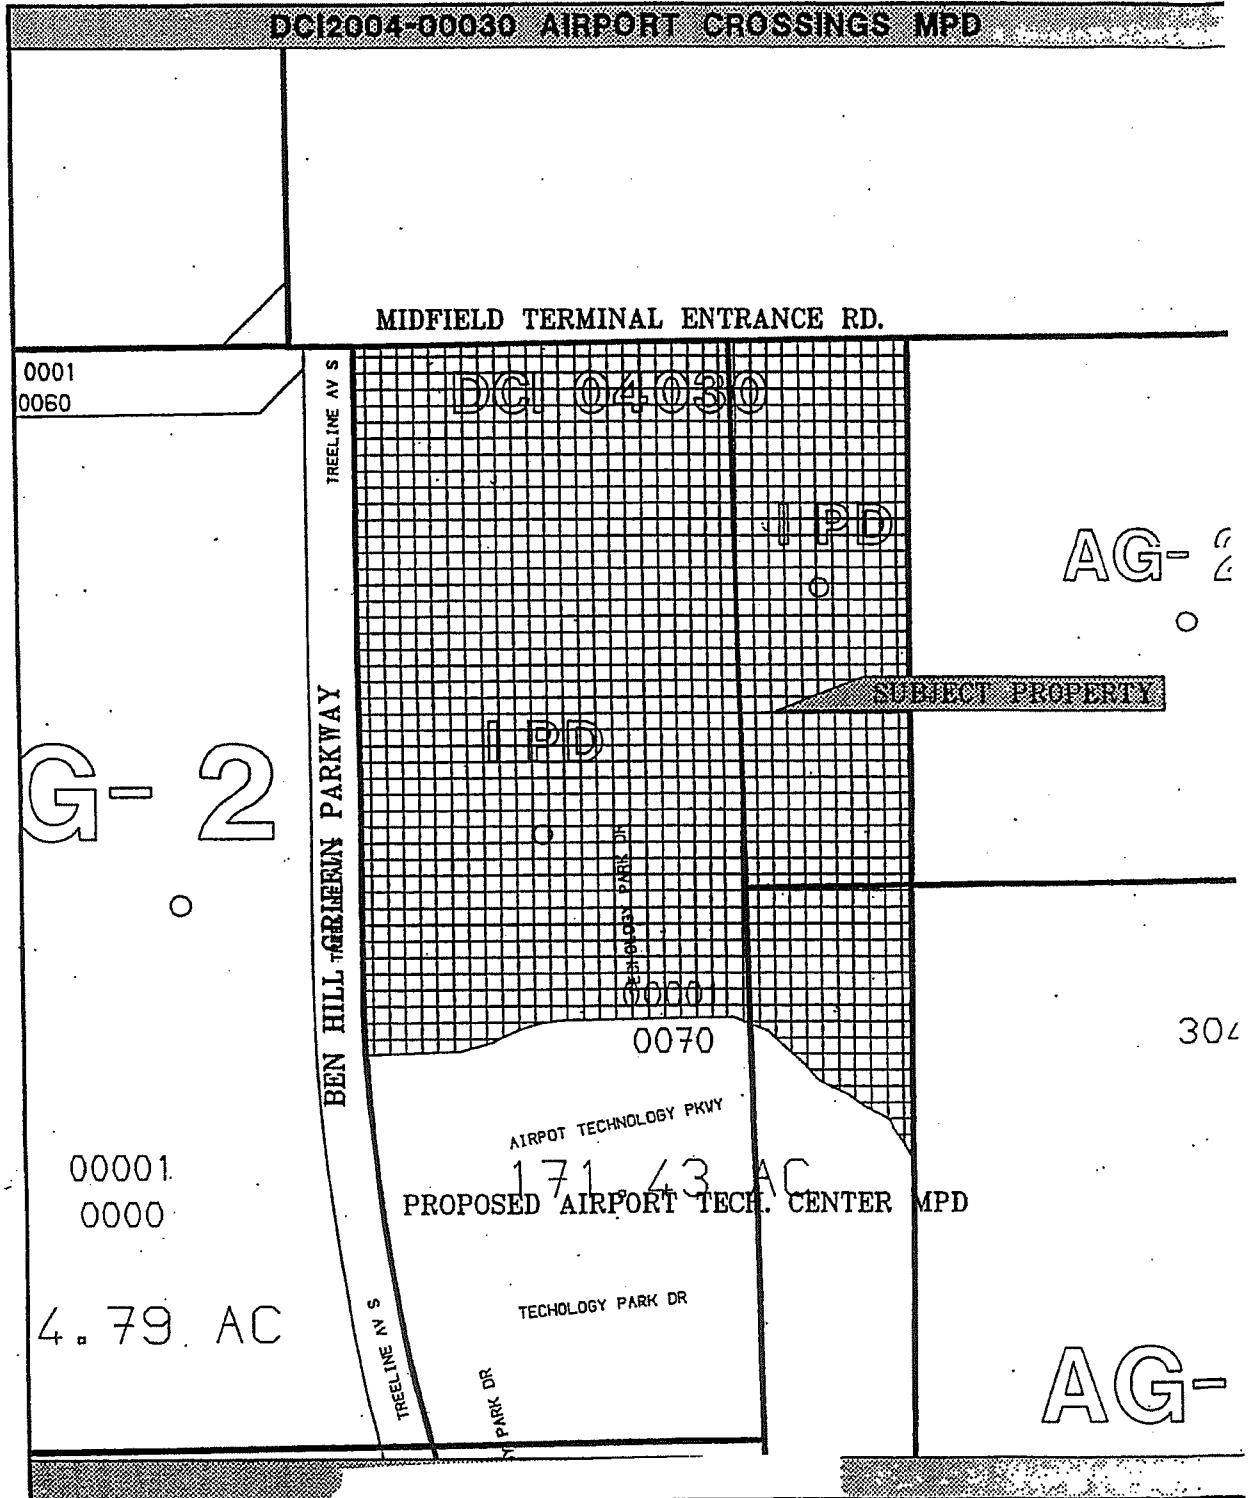 DCI2004-00030 AIRPORT CROSSINGS MPD
MIDFIELD TERMINAL ENTRANCE RD.
0001
0060
TREELINE AV S
DCI 04030
I PD
AG- 2
SUBJECT PROPERTY
I PD
G- 2
BEN HILL GRIFFIN PARKWAY
TECHNOLOGY PARK DR
00001
0070
304
AIRPOT TECHNOLOGY PKWY
171.43 AC
PROPOSED AIRPORT TECH. CENTER MPD
00001
0000
TECHOLOGY PARK DR
4.79 AC
TREELINE AV S
Y PARK DR
AG-